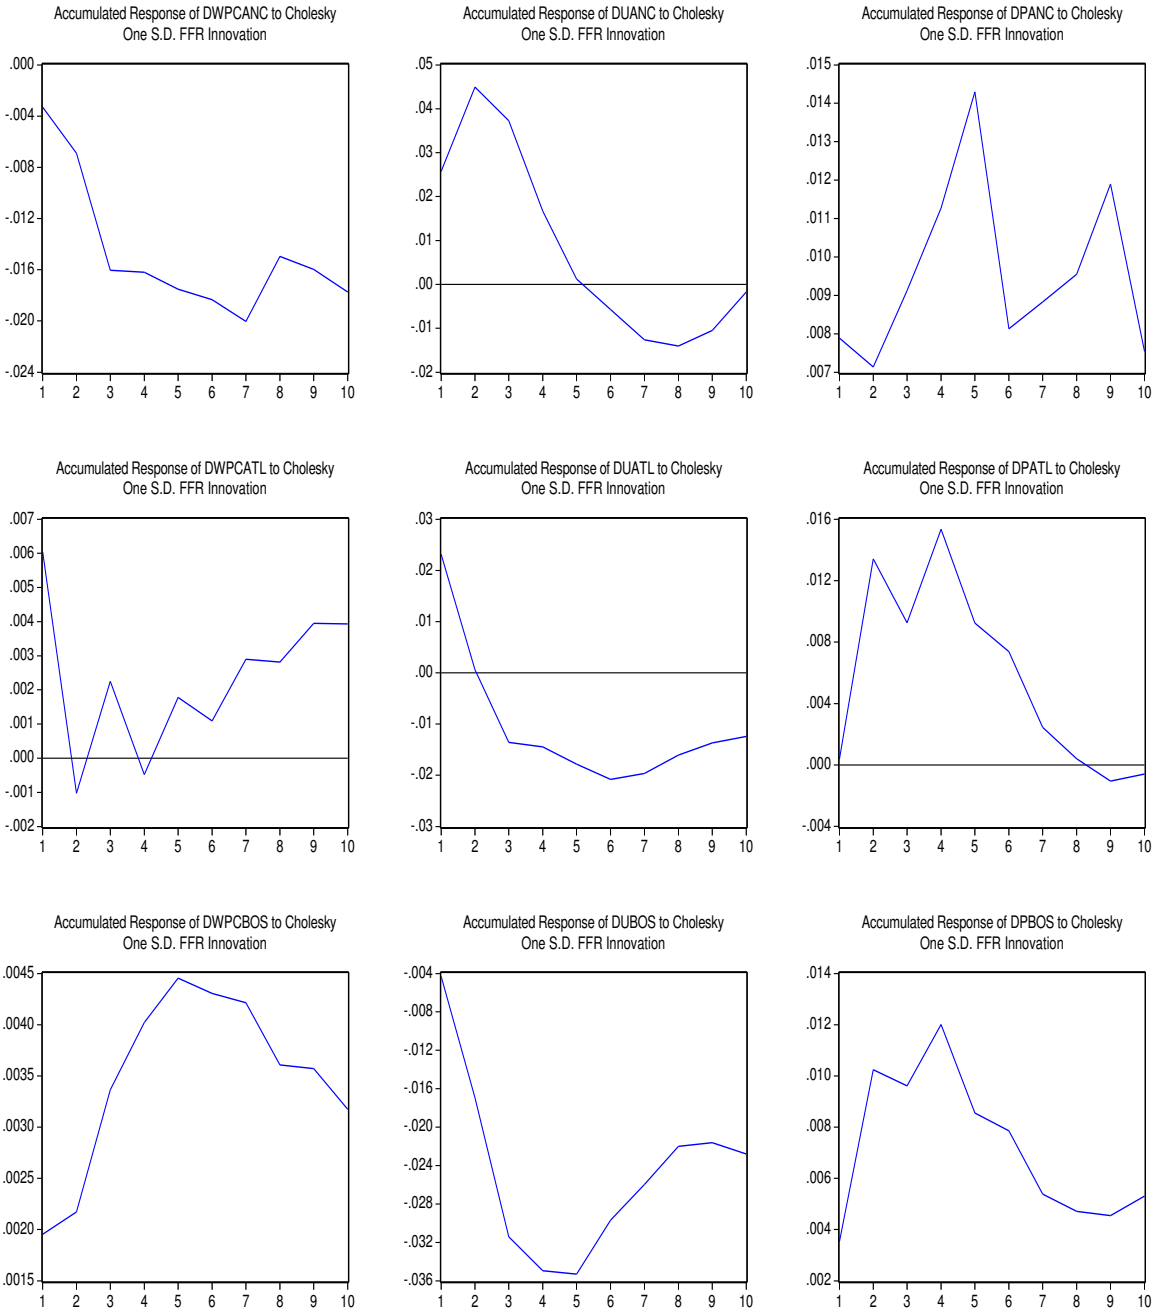 Accumulated Response of DWPCANC to Cholesky
One S.D. FFR Innovation
.000
-.004
-.008
-.012
-.016
-.020
-.024
1 2 3 4 5 6 7 8 9 10
Accumulated Response of DUANC to Cholesky
One S.D. FFR Innovation
.05
.04
.03
.02
.01
.00
-.01
-.02
1 2 3 4 5 6 7 8 9 10
Accumulated Response of DPANC to Cholesky
One S.D. FFR Innovation
.015
.014
.013
.012
.011
.010
.009
.008
.007
1 2 3 4 5 6 7 8 9 10
Accumulated Response of DWPCATL to Cholesky
One S.D. FFR Innovation
.007
.006
.005
.004
.003
.002
.001
.000
-.001
-.002
1 2 3 4 5 6 7 8 9 10
Accumulated Response of DUATL to Cholesky
One S.D. FFR Innovation
.03
.02
.01
.00
-.01
-.02
-.03
1 2 3 4 5 6 7 8 9 10
Accumulated Response of DPATL to Cholesky
One S.D. FFR Innovation
.016
.012
.008
.004
.000
-.004
1 2 3 4 5 6 7 8 9 10
Accumulated Response of DWPCBOS to Cholesky
One S.D. FFR Innovation
.0045
.0040
.0035
.0030
.0025
.0020
.0015
1 2 3 4 5 6 7 8 9 10
Accumulated Response of DUBOS to Cholesky
One S.D. FFR Innovation
-.004
-.008
-.012
-.016
-.020
-.024
-.028
-.032
-.036
1 2 3 4 5 6 7 8 9 10
Accumulated Response of DPBOS to Cholesky
One S.D. FFR Innovation
.014
.012
.010
.008
.006
.004
.002
1 2 3 4 5 6 7 8 9 10